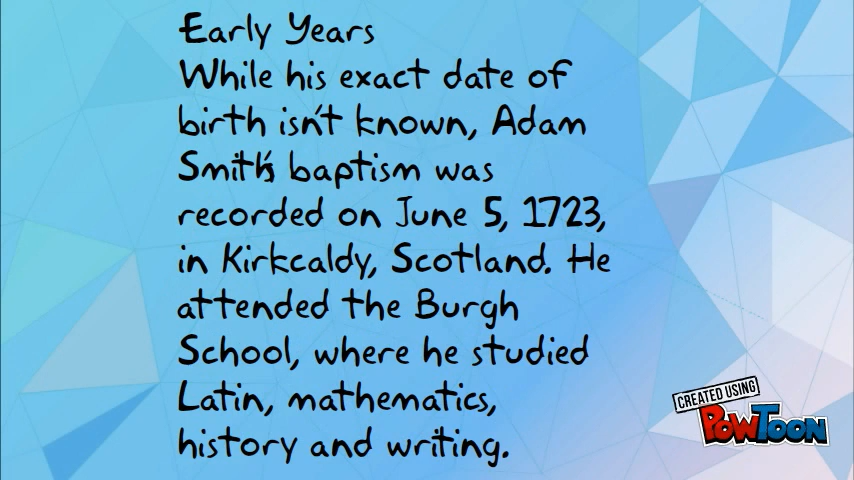 Early Years
While his exact date of
birth isn't known, Adam
Smith's baptism was
recorded on June 5, 1723,
in Kirkcaldy, Scotland. He
attended the Burgh
School, where he studied
Latin, mathematics,
history and writing.
CREATED USING
POWTOON